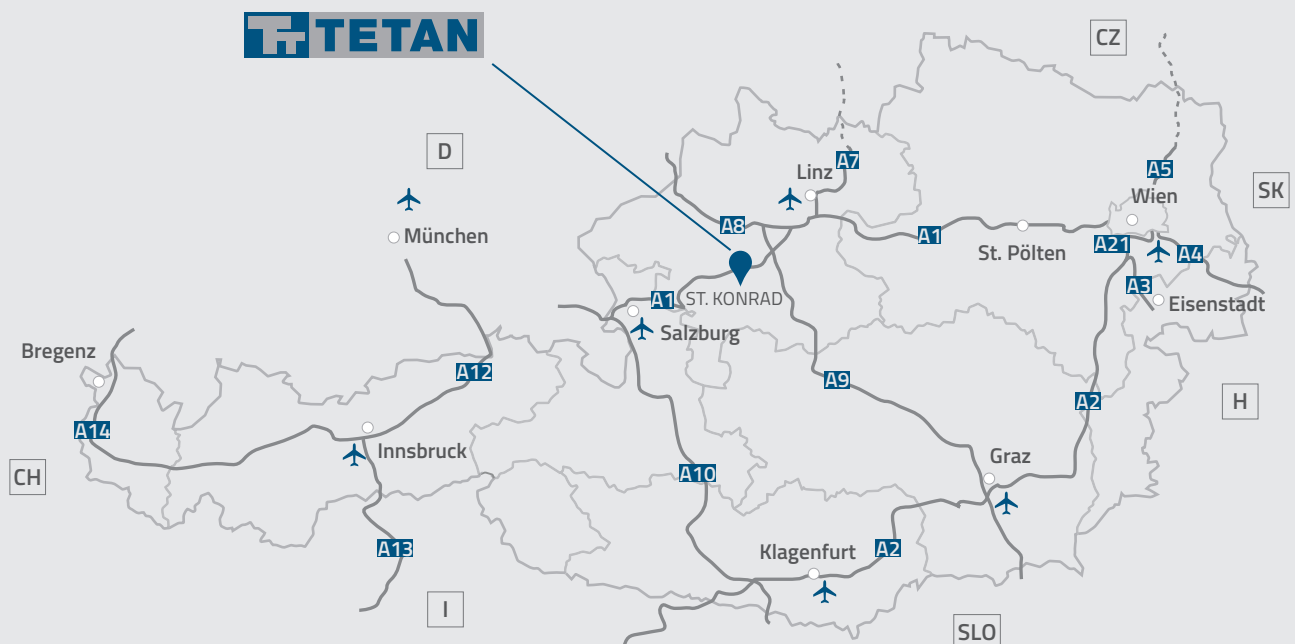 TT TETAN
CZ
D
A7
Linz
A5
SK
Wien
München
A8
A1
St. Pölten
A21
A4
A3
Eisenstadt
A1
ST. KONRAD
Salzburg
Bregenz
A12
A9
A2
H
A14
Innsbruck
CH
A10
Graz
A13
Klagenfurt
A2
I
SLO